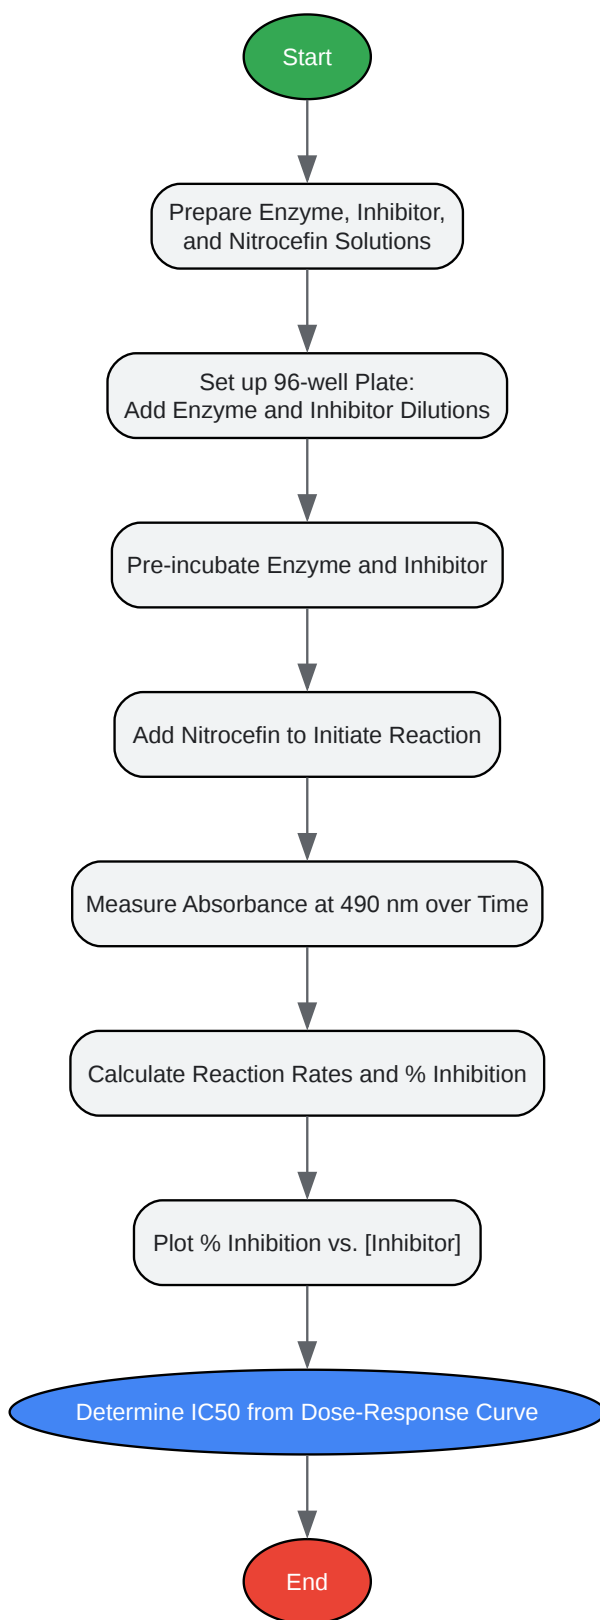 Start
Prepare Enzyme, Inhibitor,
and Nitrocefin Solutions
Set up 96-well Plate:
Add Enzyme and Inhibitor Dilutions
Pre-incubate Enzyme and Inhibitor
Add Nitrocefin to Initiate Reaction
Measure Absorbance at 490 nm over Time
Calculate Reaction Rates and % Inhibition
Plot % Inhibition vs. [Inhibitor]
Determine IC50 from Dose-Response Curve
End